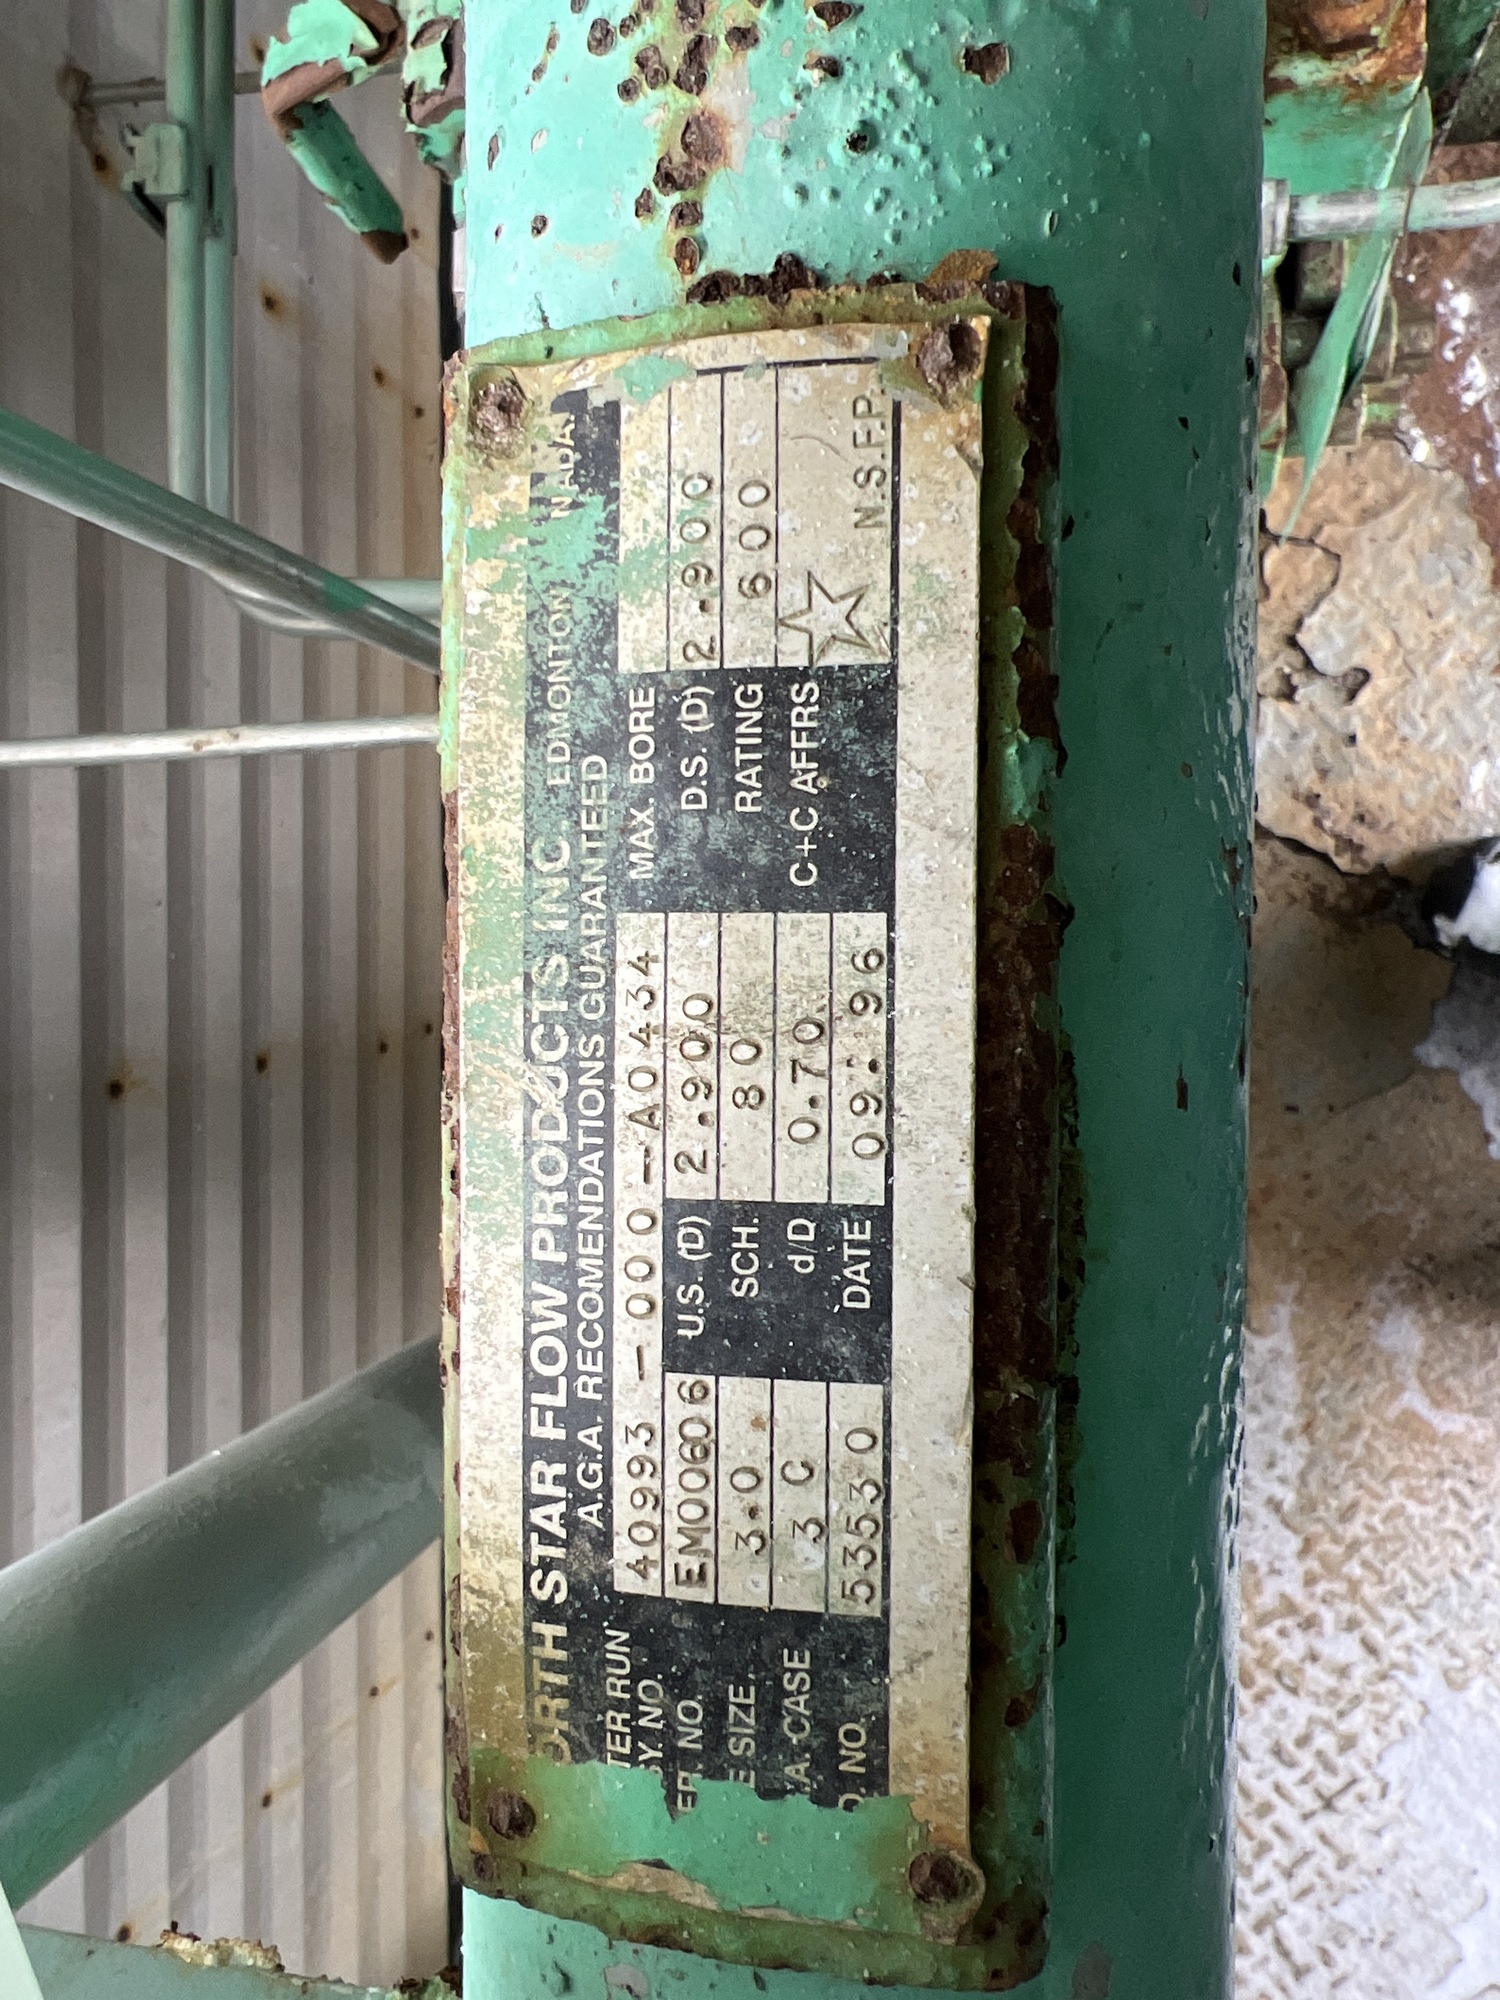 ORTH STAR FLOW PRODUCTS INC. EDMONTON NADA
A.G.A. RECOMENDATIONS GUARANTEED
TER RUN
Y. NO. 40993-000-A0434 MAX. BORE
ER. NO. EM00606 U.S. (D) 2.900 D.S. (D) 2.900
E SIZE. 3.0 SCH. 80 RATING 600
.A. CASE 3 C d/D 0.70 C+C AFFRS
O. NO. 53530 DATE 09.96 N.S.F.P.